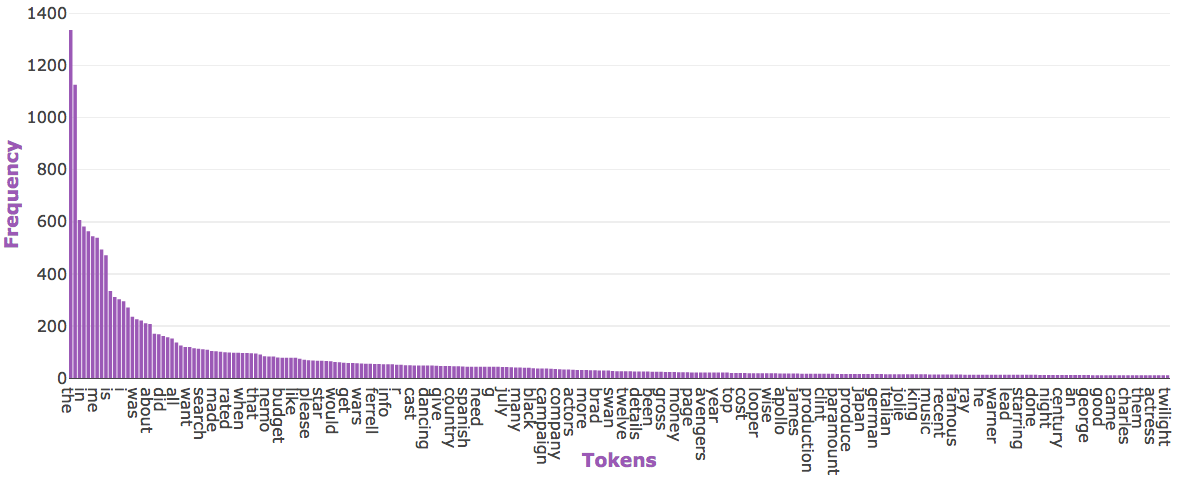 1400
1200
1000
800
600
400
200
0
Frequency
the
in
me
is
i
was
about
did
all
want
search
made
rated
when
that
nemo
budget
like
please
star
would
get
wars
ferrell
info
r
cast
dancing
give
country
spanish
need
g
july
many
black
campaign
company
actors
more
brad
swan
twelve
details
been
gross
money
page
avengers
year
top
cost
looper
wise
apollo
james
production
clint
paramount
produce
japan
german
italian
jolie
king
music
recent
famous
ray
he
warner
lead
starring
done
night
century
an
george
good
came
charles
them
actress
twilight
Tokens